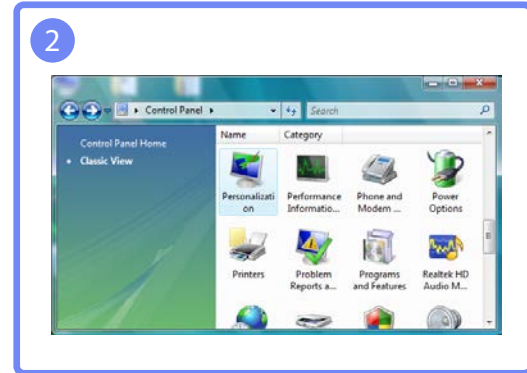 2
Control Panel
Search
Control Panel Home
Classic View
Name Category
Personalizati
on
Performance
Informatio...
Phone and
Modem ...
Power
Options
Printers
Problem
Reports a...
Programs
and Features
Realtek HD
Audio M...